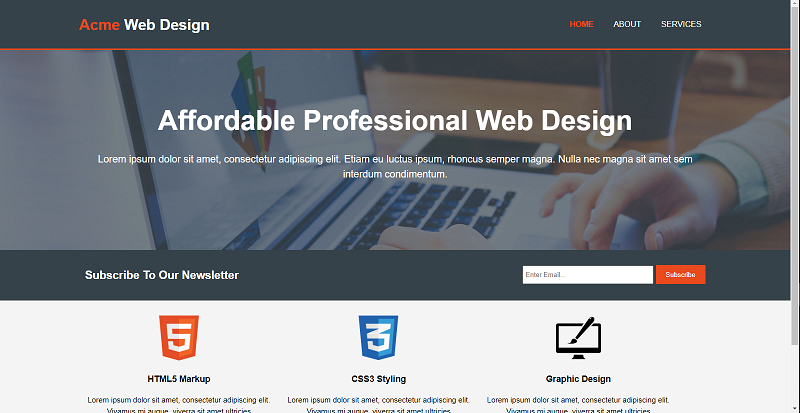 Acme Web Design
HOME ABOUT SERVICES
Affordable Professional Web Design
Lorem ipsum dolor sit amet, consectetur adipiscing elit. Etiam eu luctus ipsum, rhoncus semper magna. Nulla nec magna sit amet sem
interdum condimentum.
Subscribe To Our Newsletter
Enter Email...
Subscribe
5
3
HTML5 Markup
CSS3 Styling
Graphic Design
Lorem ipsum dolor sit amet, consectetur adipiscing elit.
Vivamus mi augue, viverra sit amet ultricies
Lorem ipsum dolor sit amet, consectetur adipiscing elit.
Vivamus mi augue, viverra sit amet ultricies
Lorem ipsum dolor sit amet, consectetur adipiscing elit.
Vivamus mi augue, viverra sit amet ultricies